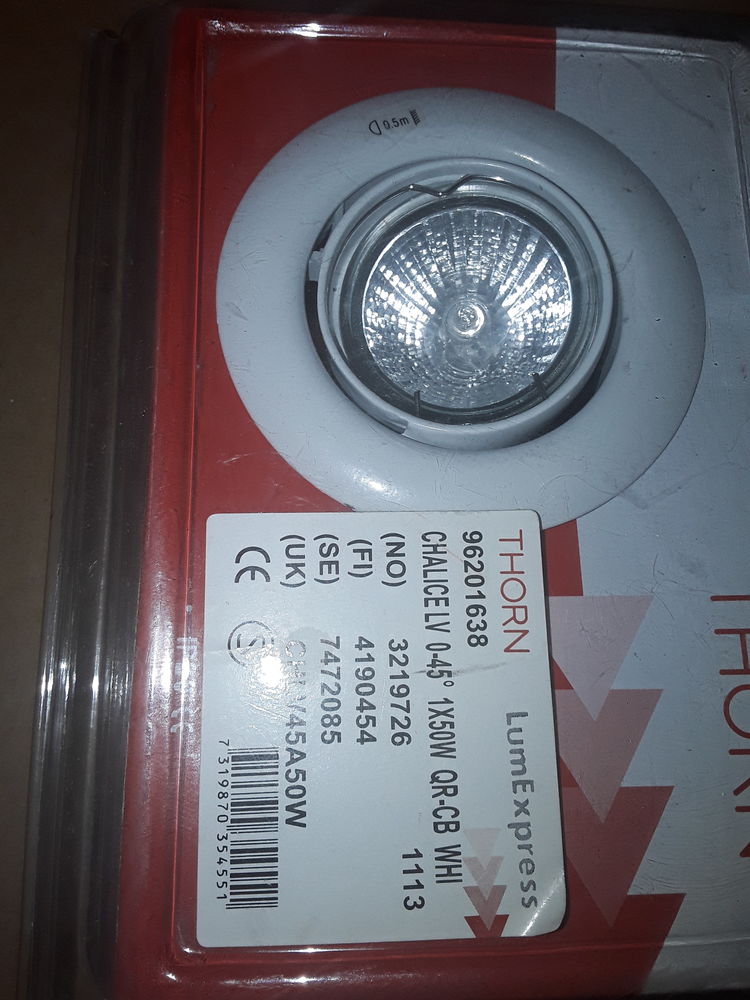 0.5m
THORN
LumExpress
96201638
CHALICE LV 0-45° 1X50W QR-CB WHI
1113
(NO) 3219726
(FI) 4190454
(SE) 7472085
(UK)
CE
S
7 319870 354551
THORN